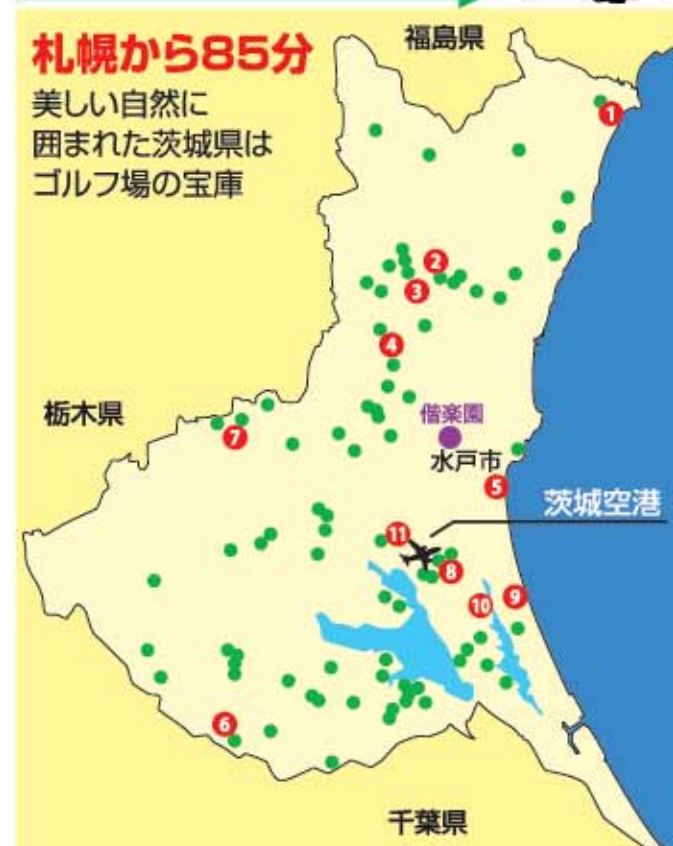 札幌から85分
美しい自然に
囲まれた茨城県は
ゴルフ場の宝庫
福島県
1
2
3
4
栃木県
7
偕楽園
水戸市
5
茨城空港
11
8
10
9
6
千葉県